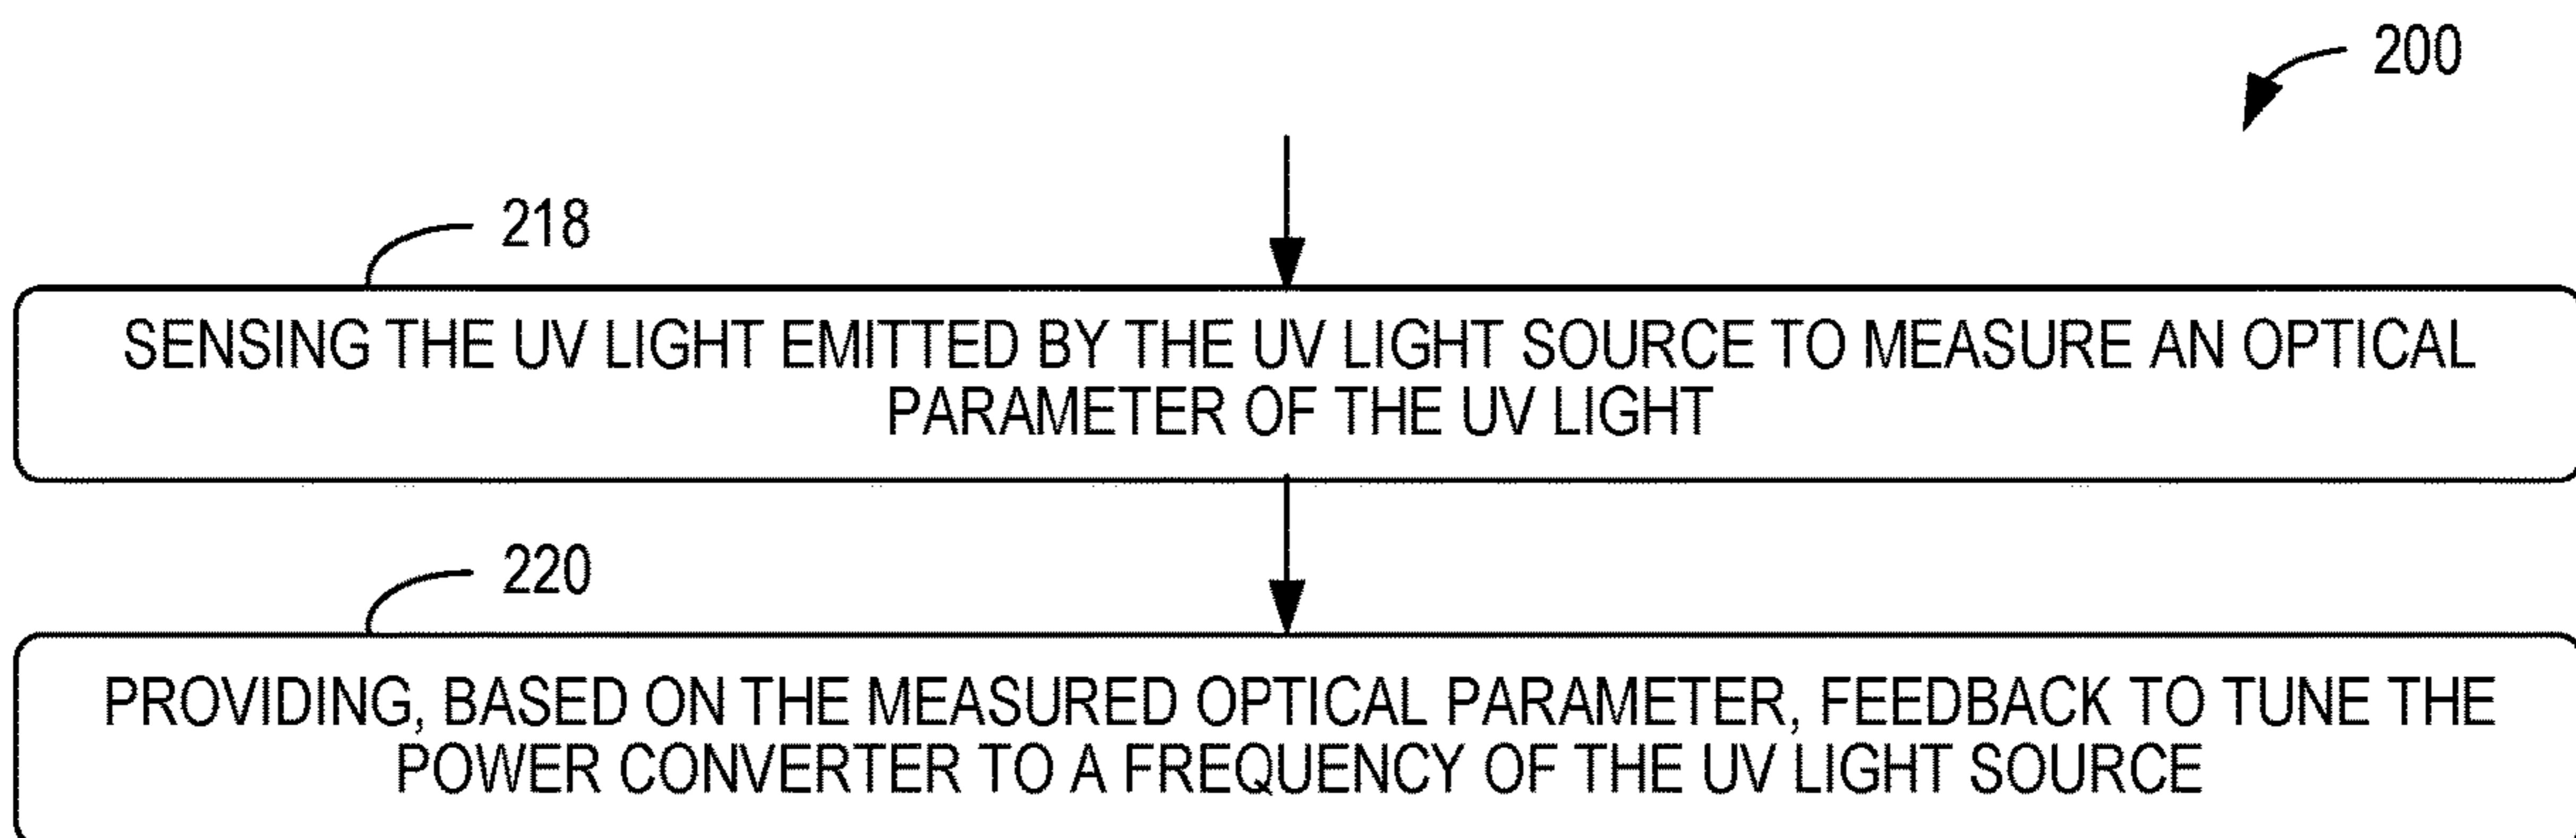 200
218
SENSING THE UV LIGHT EMITTED BY THE UV LIGHT SOURCE TO MEASURE AN OPTICAL
PARAMETER OF THE UV LIGHT
220
PROVIDING, BASED ON THE MEASURED OPTICAL PARAMETER, FEEDBACK TO TUNE THE
POWER CONVERTER TO A FREQUENCY OF THE UV LIGHT SOURCE